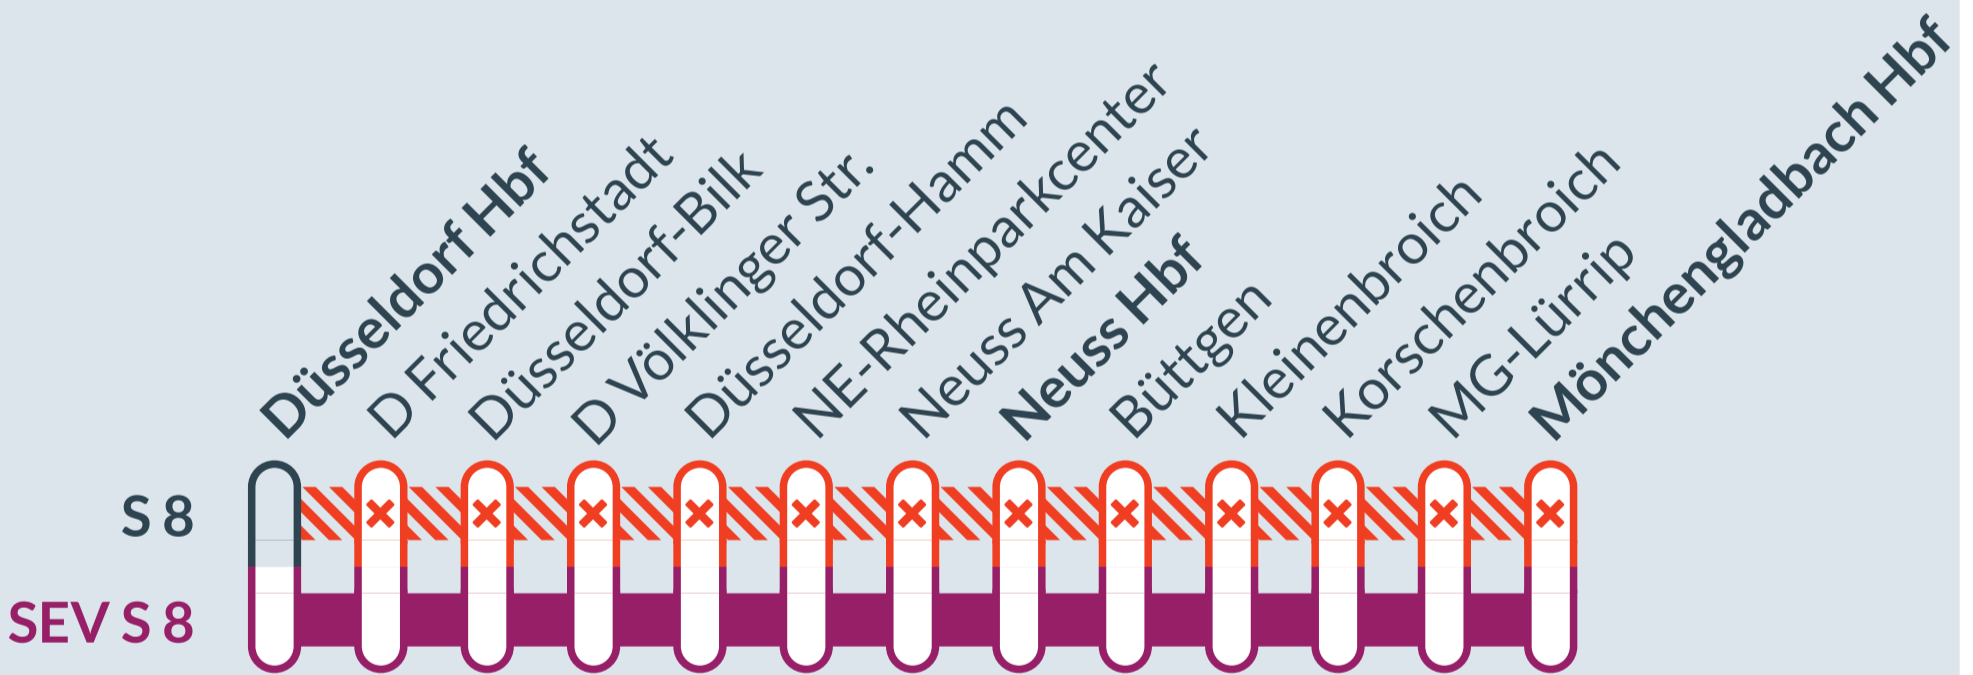 Düsseldorf Hbf
D Friedrichstadt
Düsseldorf-Bilk
D Völklinger Str.
Düsseldorf-Hamm
NE-Rheinparkcenter
Neuss Am Kaiser
Neuss Hbf
Büttgen
Kleinenbroich
Korschenbroich
MG-Lürrip
Mönchengladbach Hbf
S 8
SEV S 8